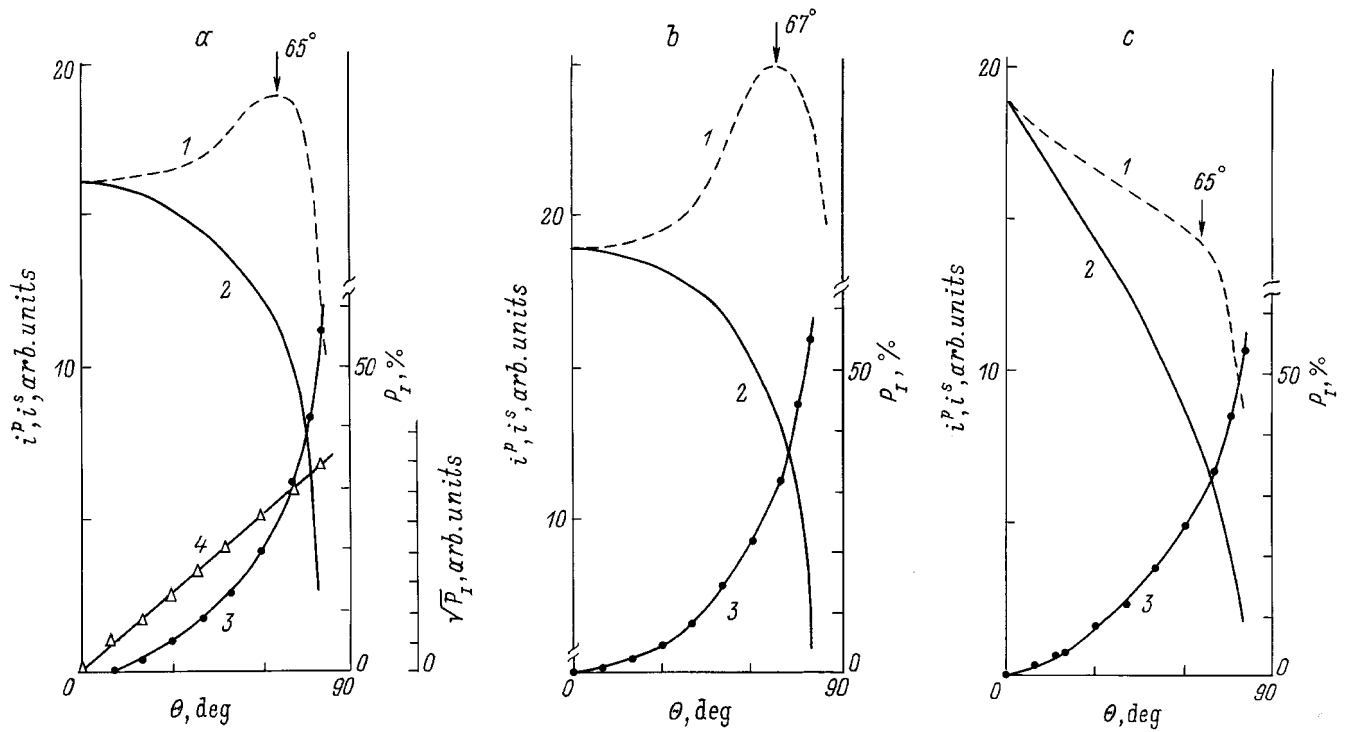 a
65°
20
1
2
10
i^p, i^s, arb.units
50
P_I, %
4
3
√P_I, arb.units
0
0
0
90
θ, deg
b
67°
1
20
2
i^p, i^s, arb.units
50
P_I, %
10
3
0
0
90
θ, deg
c
20
1
65°
2
i^p, i^s, arb.units
10
50
P_I, %
3
0
0
90
θ, deg